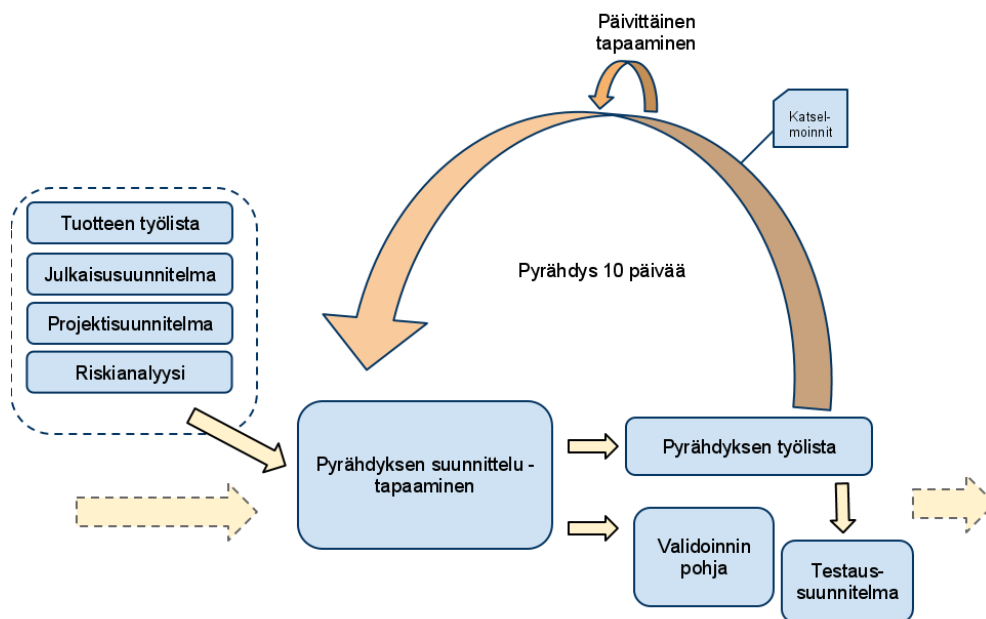 Päivittäinen
tapaaminen
Katsel-
moinnit
Tuotteen työlista
Julkaisusuunnitelma
Projektisuunnitelma
Riskianalyysi
Pyrähdys 10 päivää
Pyrähdyksen suunnittelu -
tapaaminen
Pyrähdyksen työlista
Validoinnin
pohja
Testaus-
suunnitelma